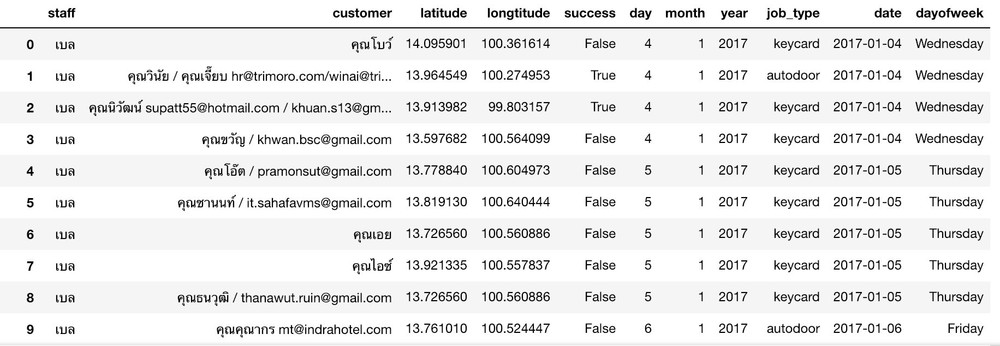 staff customer latitude longtitude success day month year job_type date dayofweek
0 เบล คุณโบว์ 14.095901 100.361614 False 4 1 2017 keycard 2017-01-04 Wednesday
1 เบล คุณวินัย / คุณเจี๊ยบ hr@trimoro.com/winai@tri... 13.964549 100.274953 True 4 1 2017 autodoor 2017-01-04 Wednesday
2 เบล คุณนิวัฒน์ supatt55@hotmail.com / khuan.s13@gm... 13.913982 99.803157 True 4 1 2017 keycard 2017-01-04 Wednesday
3 เบล คุณขวัญ / khwan.bsc@gmail.com 13.597682 100.564099 False 4 1 2017 keycard 2017-01-04 Wednesday
4 เบล คุณโอ๊ต / pramonsut@gmail.com 13.778840 100.604973 False 5 1 2017 keycard 2017-01-05 Thursday
5 เบล คุณชานนท์ / it.sahafavms@gmail.com 13.819130 100.640444 False 5 1 2017 keycard 2017-01-05 Thursday
6 เบล คุณเอย 13.726560 100.560886 False 5 1 2017 keycard 2017-01-05 Thursday
7 เบล คุณไอซ์ 13.921335 100.557837 False 5 1 2017 keycard 2017-01-05 Thursday
8 เบล คุณธนวุฒิ / thanawut.ruin@gmail.com 13.726560 100.560886 False 5 1 2017 keycard 2017-01-05 Thursday
9 เบล คุณคุณากร mt@indrahotel.com 13.761010 100.524447 False 6 1 2017 autodoor 2017-01-06 Friday